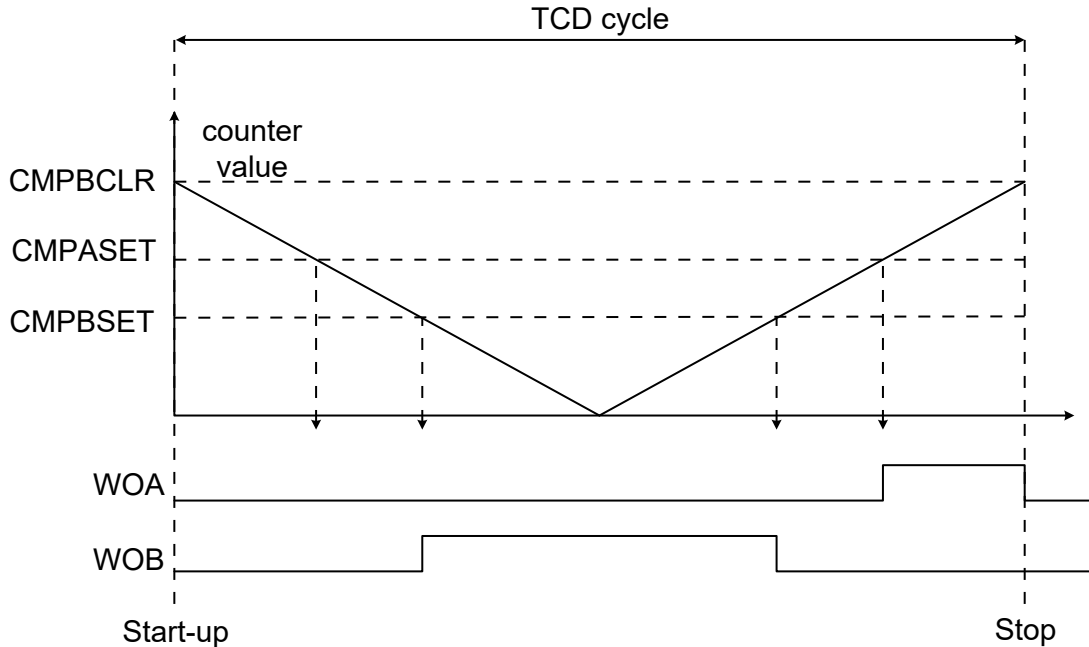 TCD cycle
counter
value
CMPBCLR
CMPASET
CMPBSET
WOA
WOB
Start-up
Stop